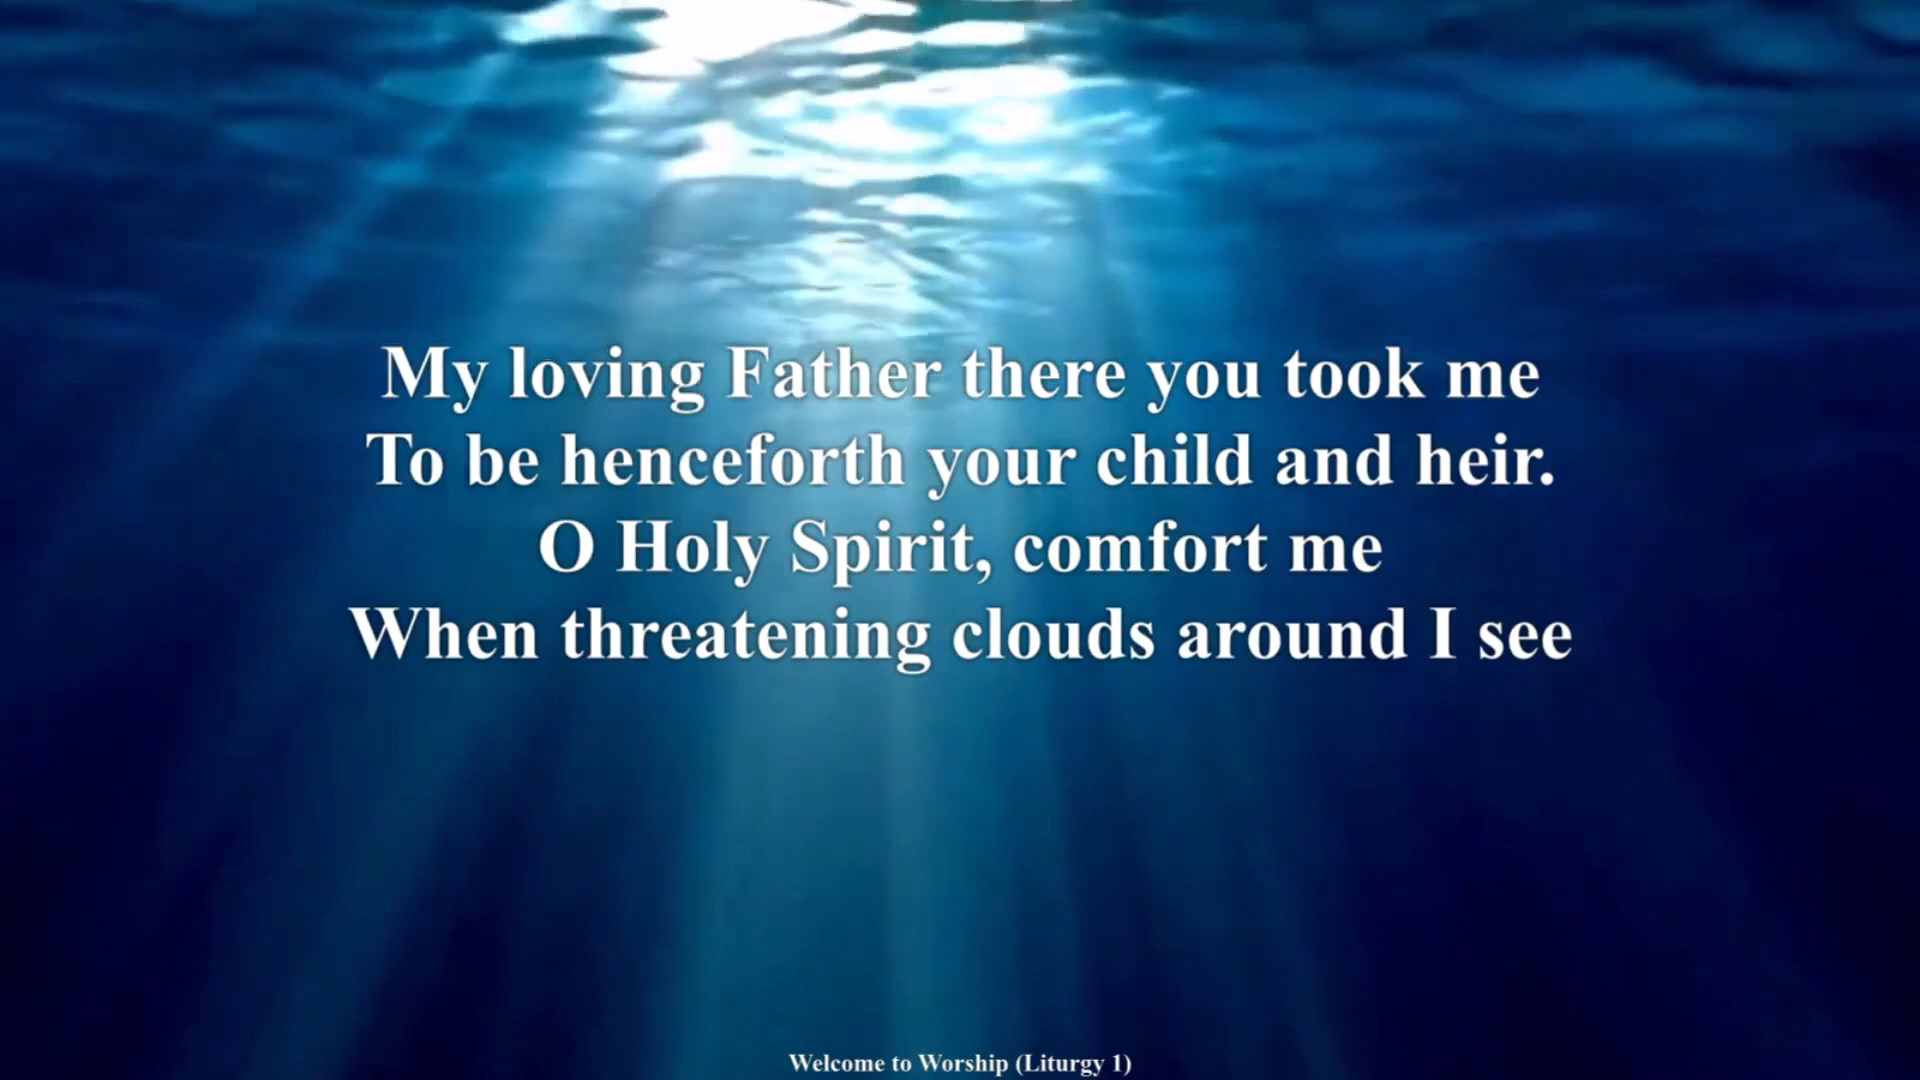 My loving Father there you took me
To be henceforth your child and heir.
O Holy Spirit, comfort me
When threatening clouds around I see
Welcome to Worship (Liturgy 1)